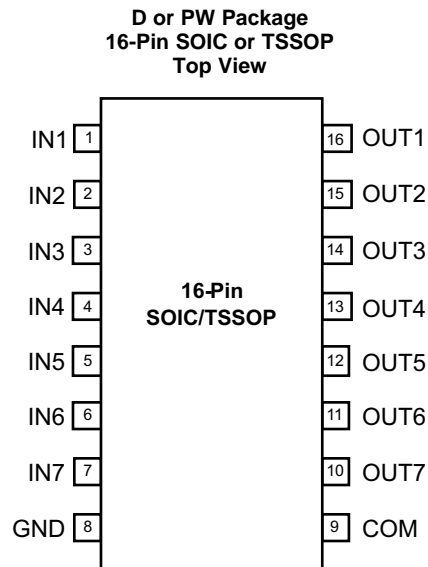 D or PW Package
16-Pin SOIC or TSSOP
Top View
IN1 1 16 OUT1
IN2 2 15 OUT2
IN3 3 14 OUT3
IN4 4 13 OUT4
16-Pin
SOIC/TSSOP
IN5 5 12 OUT5
IN6 6 11 OUT6
IN7 7 10 OUT7
GND 8 9 COM